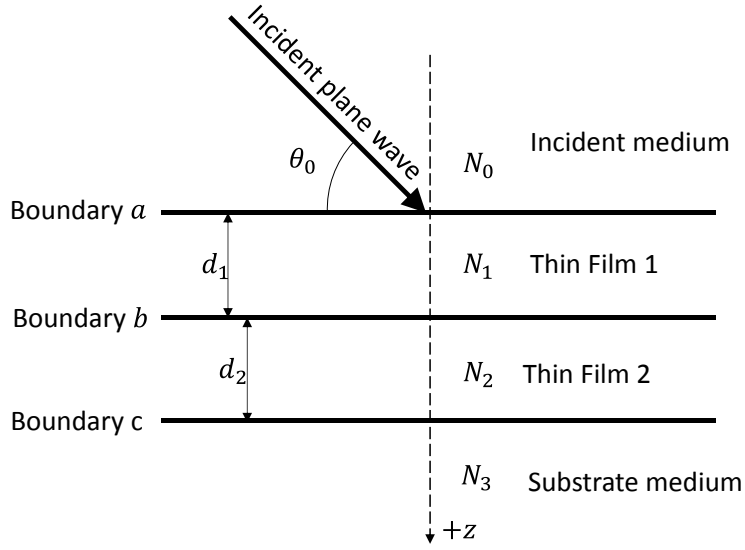 Incident plane wave
θ₀
N₀
Incident medium
Boundary a
d₁
N₁
Thin Film 1
Boundary b
d₂
N₂
Thin Film 2
Boundary c
N₃
Substrate medium
+z